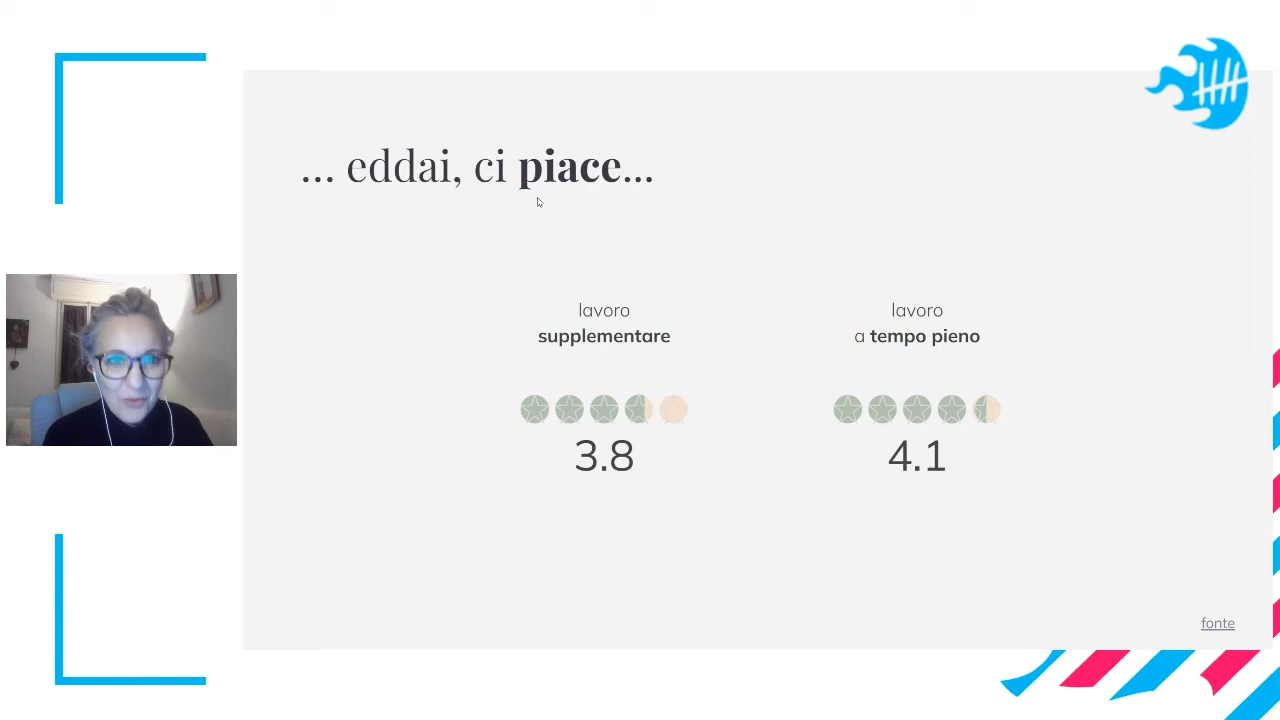 ... eddai, ci piace...
lavoro
supplementare
lavoro
a tempo pieno
3.8
4.1
fonte